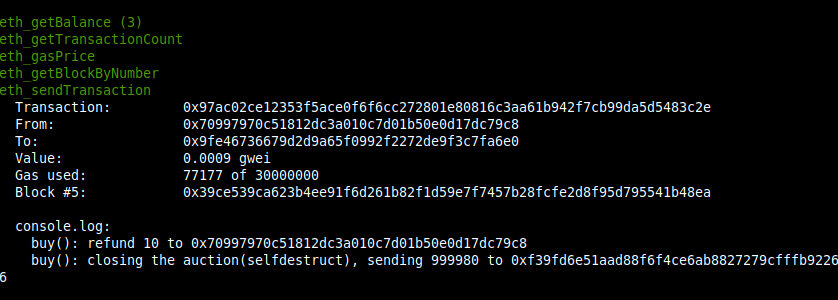 eth_getBalance (3)
eth_getTransactionCount
eth_gasPrice
eth_getBlockByNumber
eth_sendTransaction
Transaction: 0x97ac02ce12353f5ace0f6f6cc272801e80816c3aa61b942f7cb99da5d5483c2e
From: 0x70997970c51812dc3a010c7d01b50e0d17dc79c8
To: 0x9fe46736679d2d9a65f0992f2272de9f3c7fa6e0
Value: 0.0009 gwei
Gas used: 77177 of 30000000
Block #5: 0x39ce539ca623b4ee91f6d261b82f1d59e7f7457b28fcfe2d8f95d795541b48ea
console.log:
buy(): refund 10 to 0x70997970c51812dc3a010c7d01b50e0d17dc79c8
buy(): closing the auction(selfdestruct), sending 999980 to 0xf39fd6e51aad88f6f4ce6ab8827279cfffb9226
6